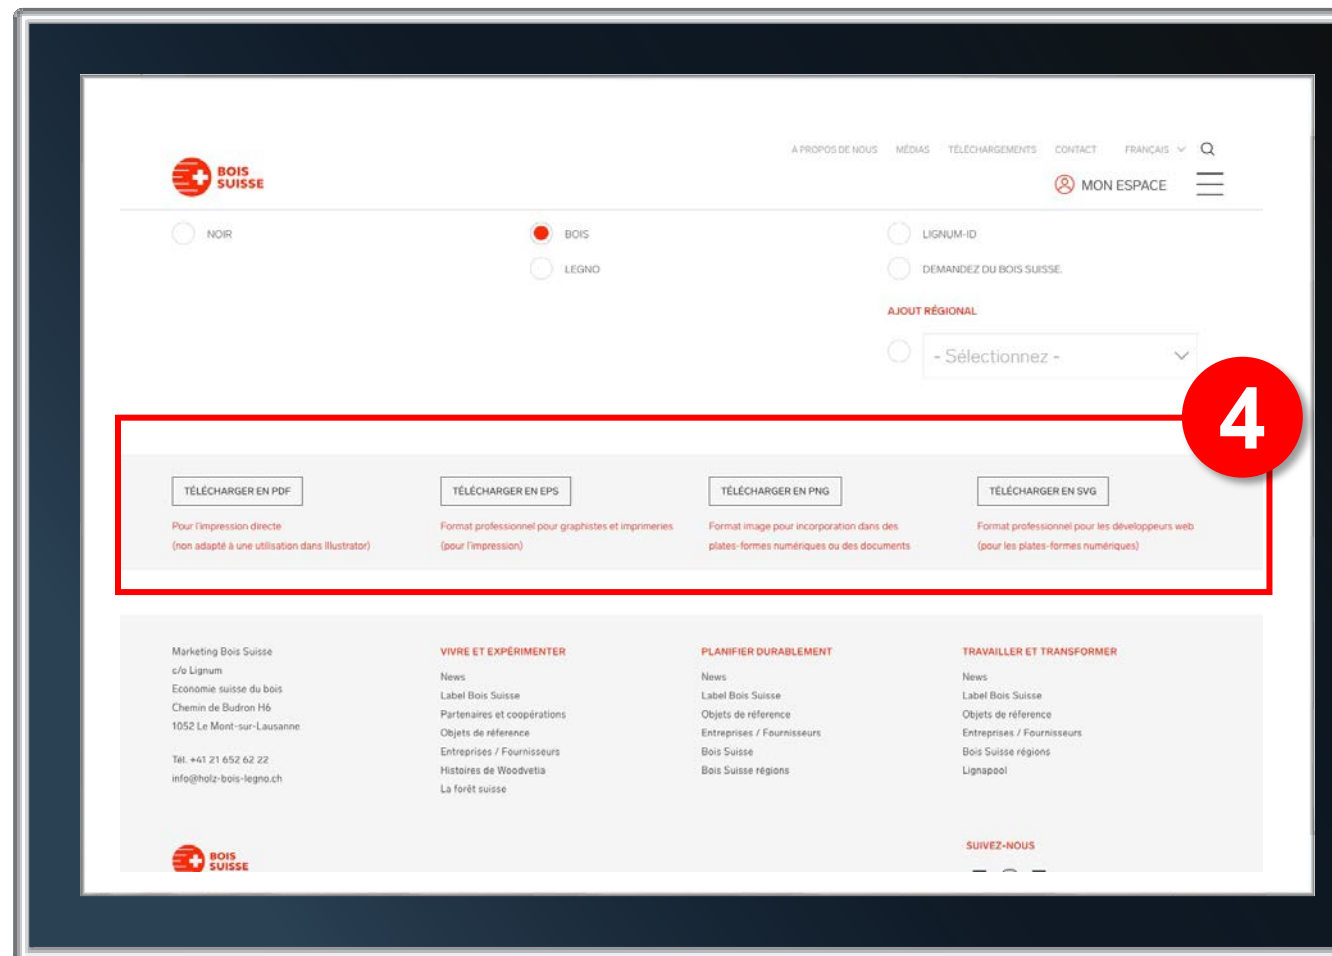 A PROPOS DE NOUS MÉDIAS TÉLÉCHARGEMENTS CONTACT FRANÇAIS
BOIS
SUISSE
MON ESPACE
NOIR
BOIS
LIGNUM-ID
LEGNO
DEMANDEZ DU BOIS SUISSE.
AJOUT RÉGIONAL
- Sélectionnez -
4
TÉLÉCHARGER EN PDF
Pour l'impression directe
(non adapté à une utilisation dans Illustrator)
TÉLÉCHARGER EN EPS
Format professionnel pour graphistes et imprimeries
(pour l'impression)
TÉLÉCHARGER EN PNG
Format image pour incorporation dans des
plates-formes numériques ou des documents
TÉLÉCHARGER EN SVG
Format professionnel pour les développeurs web
(pour les plates-formes numériques)
Marketing Bois Suisse
c/o Lignum
Economie suisse du bois
Chemin de Budron H6
1052 Le Mont-sur-Lausanne
Tél. +41 21 652 62 22
info@holz-bois-legno.ch
VIVRE ET EXPÉRIMENTER
News
Label Bois Suisse
Partenaires et coopérations
Objets de réference
Entreprises / Fournisseurs
Histoires de Woodvetia
La forêt suisse
PLANIFIER DURABLEMENT
News
Label Bois Suisse
Objets de réference
Entreprises / Fournisseurs
Bois Suisse
Bois Suisse régions
TRAVAILLER ET TRANSFORMER
News
Label Bois Suisse
Objets de réference
Entreprises / Fournisseurs
Bois Suisse régions
Lignapool
BOIS
SUISSE
SUIVEZ-NOUS